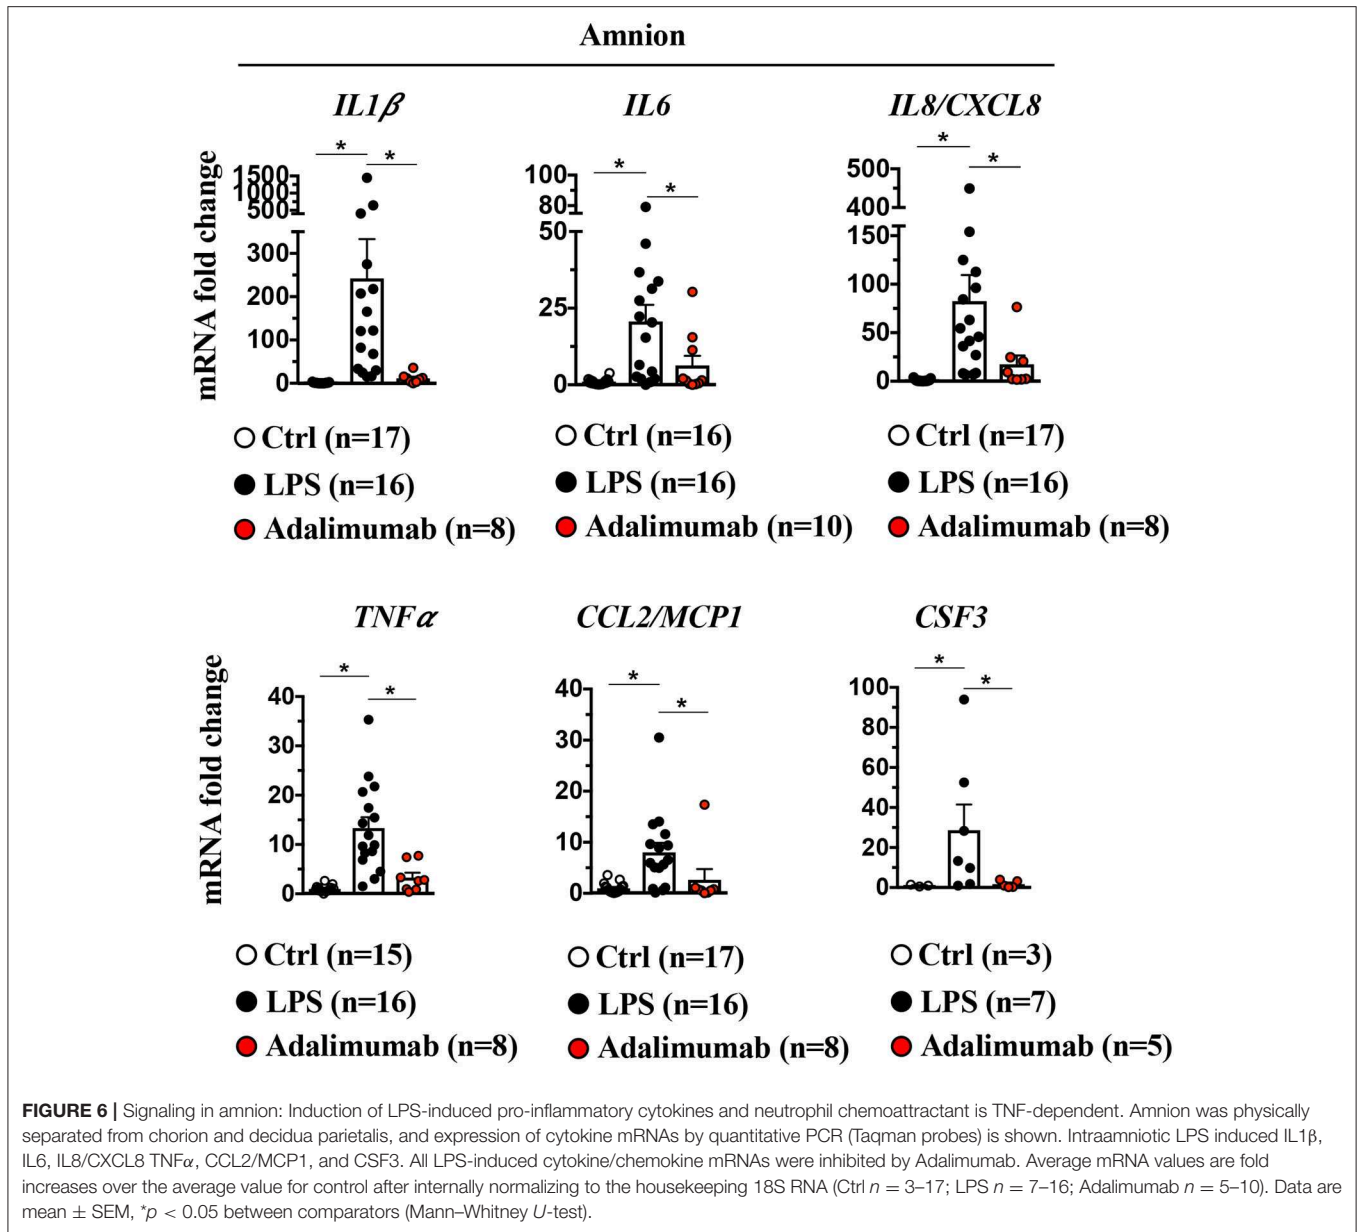 Amnion
IL1β
IL6
IL8/CXCL8
* * * * * *
mRNA fold change
1500
1000
500
300
200
100
0
100
80
50
25
0
500
400
150
100
50
0
Ctrl (n=17)
LPS (n=16)
Adalimumab (n=8)
Ctrl (n=16)
LPS (n=16)
Adalimumab (n=10)
Ctrl (n=17)
LPS (n=16)
Adalimumab (n=8)
TNFα
CCL2/MCP1
CSF3
* * * * * *
mRNA fold change
40
30
20
10
0
40
30
20
10
0
100
80
60
40
20
0
Ctrl (n=15)
LPS (n=16)
Adalimumab (n=8)
Ctrl (n=17)
LPS (n=16)
Adalimumab (n=8)
Ctrl (n=3)
LPS (n=7)
Adalimumab (n=5)
FIGURE 6 | Signaling in amnion: Induction of LPS-induced pro-inflammatory cytokines and neutrophil chemoattractant is TNF-dependent. Amnion was physically
separated from chorion and decidua parietalis, and expression of cytokine mRNAs by quantitative PCR (Taqman probes) is shown. Intraamniotic LPS induced IL1β,
IL6, IL8/CXCL8 TNFα, CCL2/MCP1, and CSF3. All LPS-induced cytokine/chemokine mRNAs were inhibited by Adalimumab. Average mRNA values are fold
increases over the average value for control after internally normalizing to the housekeeping 18S RNA (Ctrl n = 3–17; LPS n = 7–16; Adalimumab n = 5–10). Data are
mean ± SEM, *p < 0.05 between comparators (Mann–Whitney U-test).